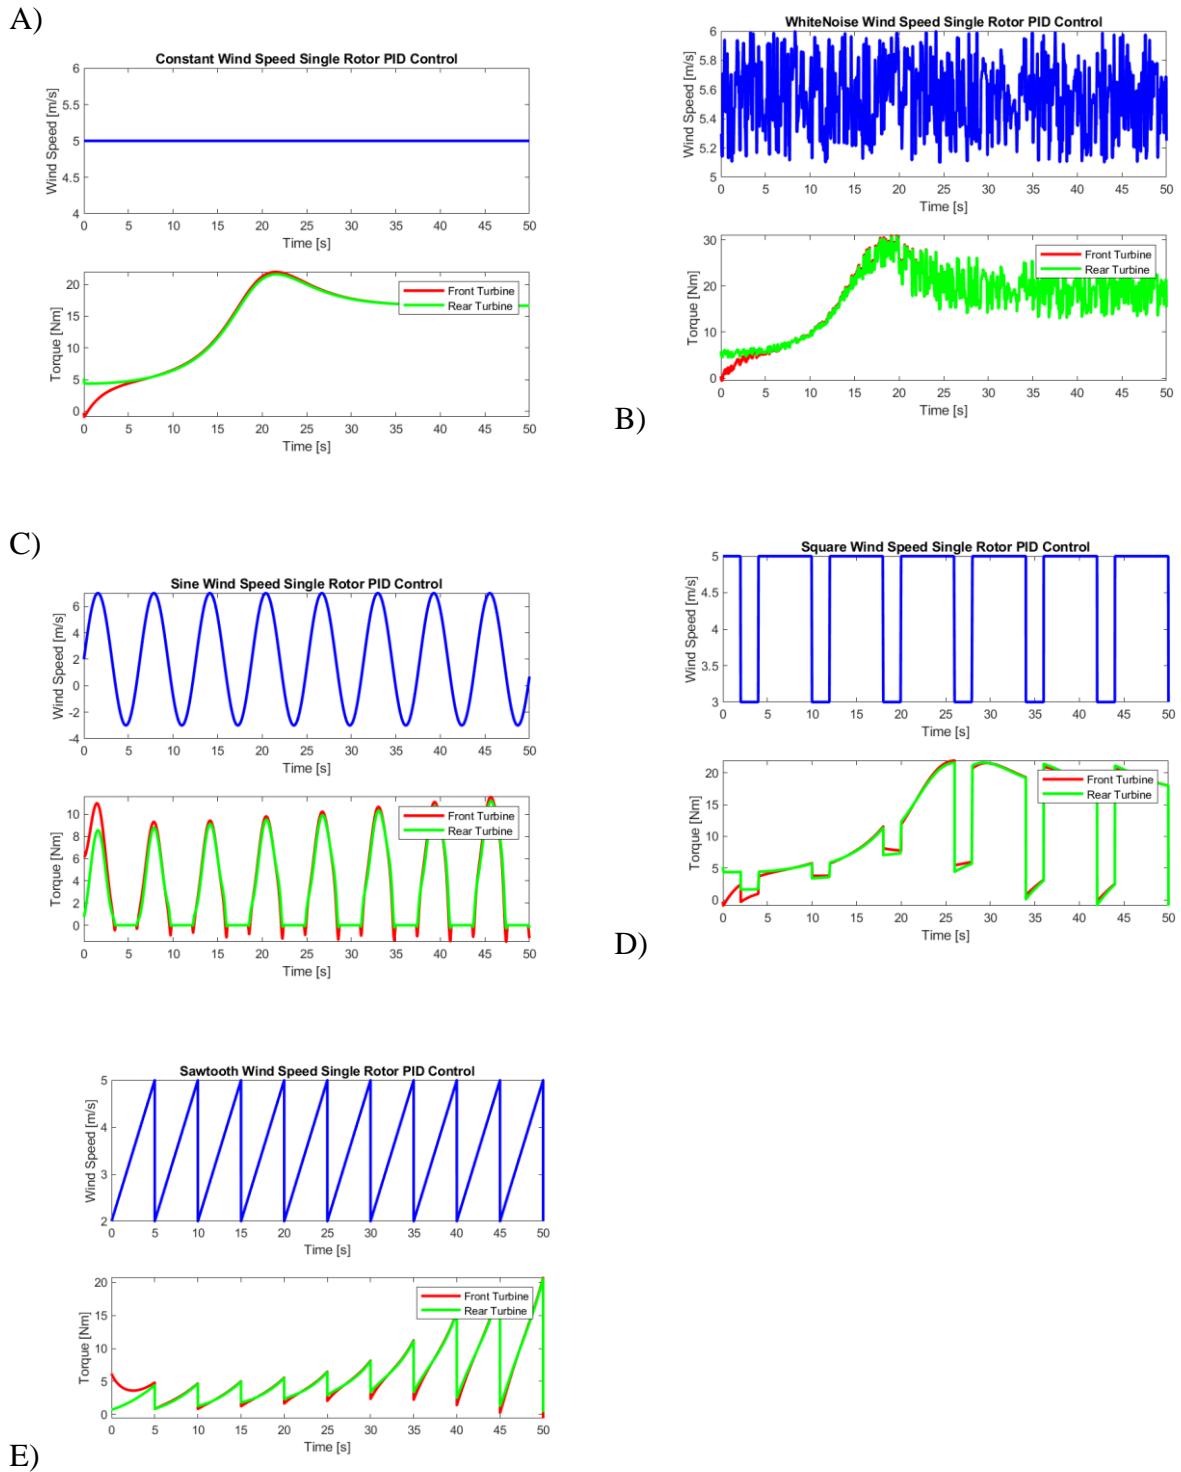 A)
Constant Wind Speed Single Rotor PID Control
6
5.5
5
4.5
4
Wind Speed [m/s]
0 5 10 15 20 25 30 35 40 45 50
Time [s]
20
15
10
5
0
Torque [Nm]
Front Turbine
Rear Turbine
0 5 10 15 20 25 30 35 40 45 50
Time [s]
WhiteNoise Wind Speed Single Rotor PID Control
6
5.8
5.6
5.4
5.2
5
Wind Speed [m/s]
0 5 10 15 20 25 30 35 40 45 50
Time [s]
30
20
10
0
Torque [Nm]
Front Turbine
Rear Turbine
0 5 10 15 20 25 30 35 40 45 50
Time [s]
B)
C)
Sine Wind Speed Single Rotor PID Control
6
4
2
0
-2
-4
Wind Speed [m/s]
0 5 10 15 20 25 30 35 40 45 50
Time [s]
10
8
6
4
2
0
Torque [Nm]
Front Turbine
Rear Turbine
0 5 10 15 20 25 30 35 40 45 50
Time [s]
Square Wind Speed Single Rotor PID Control
5
4.5
4
3.5
3
Wind Speed [m/s]
0 5 10 15 20 25 30 35 40 45 50
Time [s]
20
15
10
5
0
Torque [Nm]
Front Turbine
Rear Turbine
0 5 10 15 20 25 30 35 40 45 50
Time [s]
D)
Sawtooth Wind Speed Single Rotor PID Control
5
4
3
2
Wind Speed [m/s]
0 5 10 15 20 25 30 35 40 45 50
Time [s]
20
15
10
5
0
Torque [Nm]
Front Turbine
Rear Turbine
0 5 10 15 20 25 30 35 40 45 50
Time [s]
E)